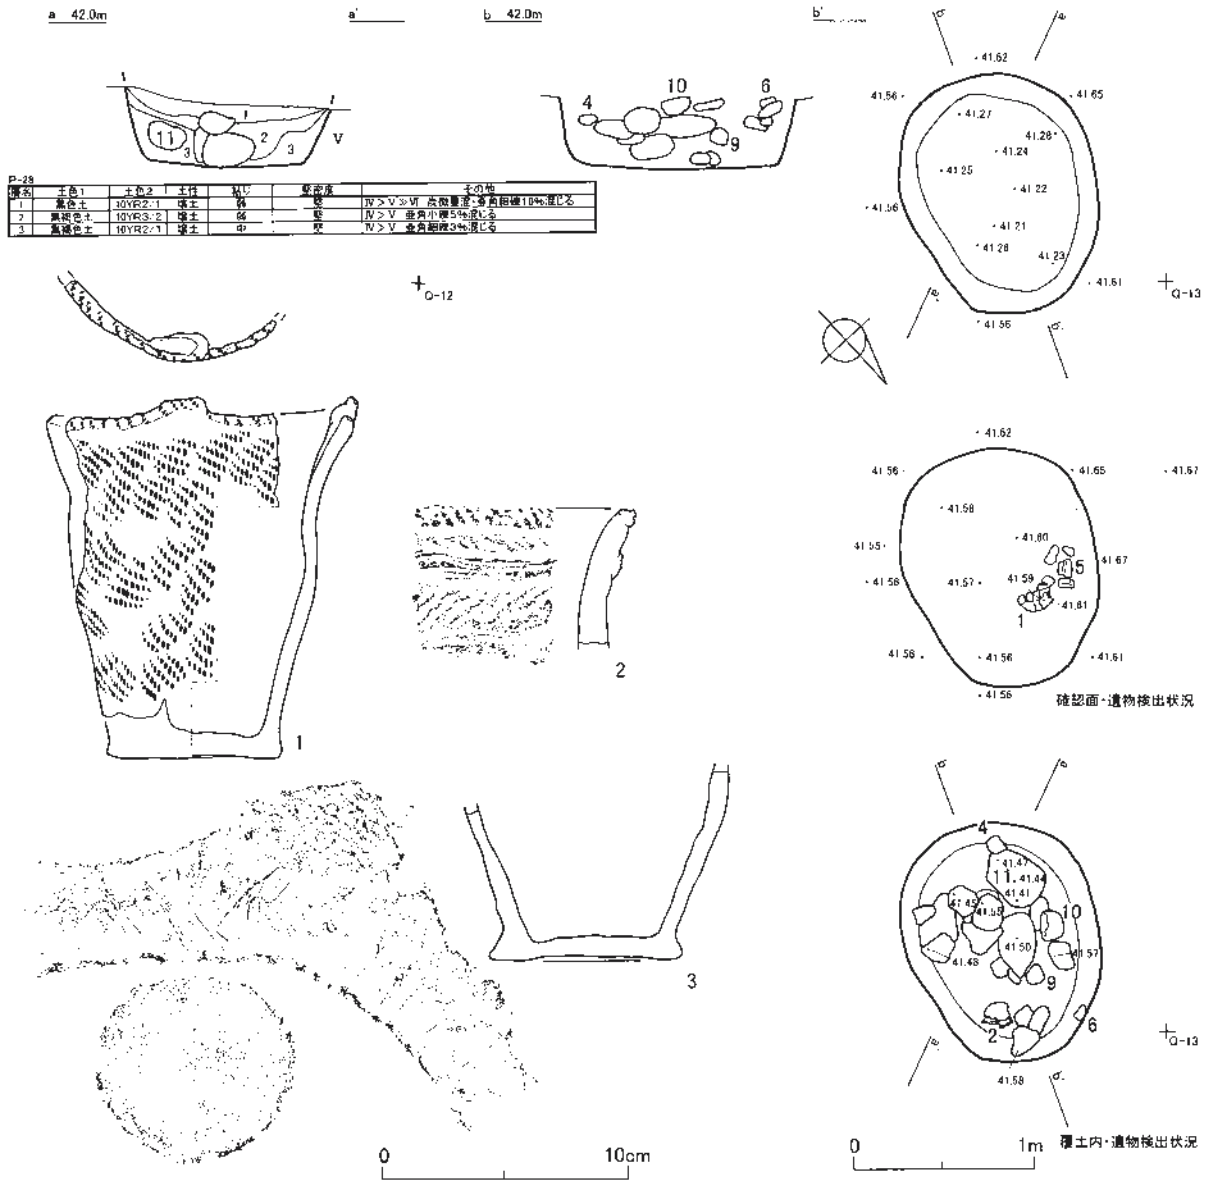 a 42.0m
a'
b 42.0m
b'
1
11
2
3
3
V
4
10
6
9
P-28
層名 土色1 土色2 土性 粘り 堅密度 その他
1 黒色土 10YR2/1 壌土 弱 堅 Ⅳ>Ⅴ≫Ⅵ 炭微量混・亜角細礫10%混じる
2 黒褐色土 10YR3/2 壌土 弱 堅 Ⅳ>Ⅴ 亜角小礫5%混じる
3 黒褐色土 10YR2/1 壌土 中 堅 Ⅳ>Ⅴ 亜角細礫3%混じる
Q-12
1
2
3
0 10cm
b a'
41.62
41.56 41.65
41.27
41.28
41.24
41.25
41.22
41.56
41.21
41.28
41.23
41.61
Q-13
a
41.56
b'
41.62
41.56 41.65 41.67
41.58
41.60
41.55
5
41.67
41.56 41.57 41.59
41.61
1
41.56 41.56 41.61
41.56
確認面・遺物検出状況
b a'
4
41.47
11 41.44
41.41
41.45
41.55
10
41.50
41.57
41.48
9
2
6
Q-13
a
41.58
b'
0 1m
覆土内・遺物検出状況